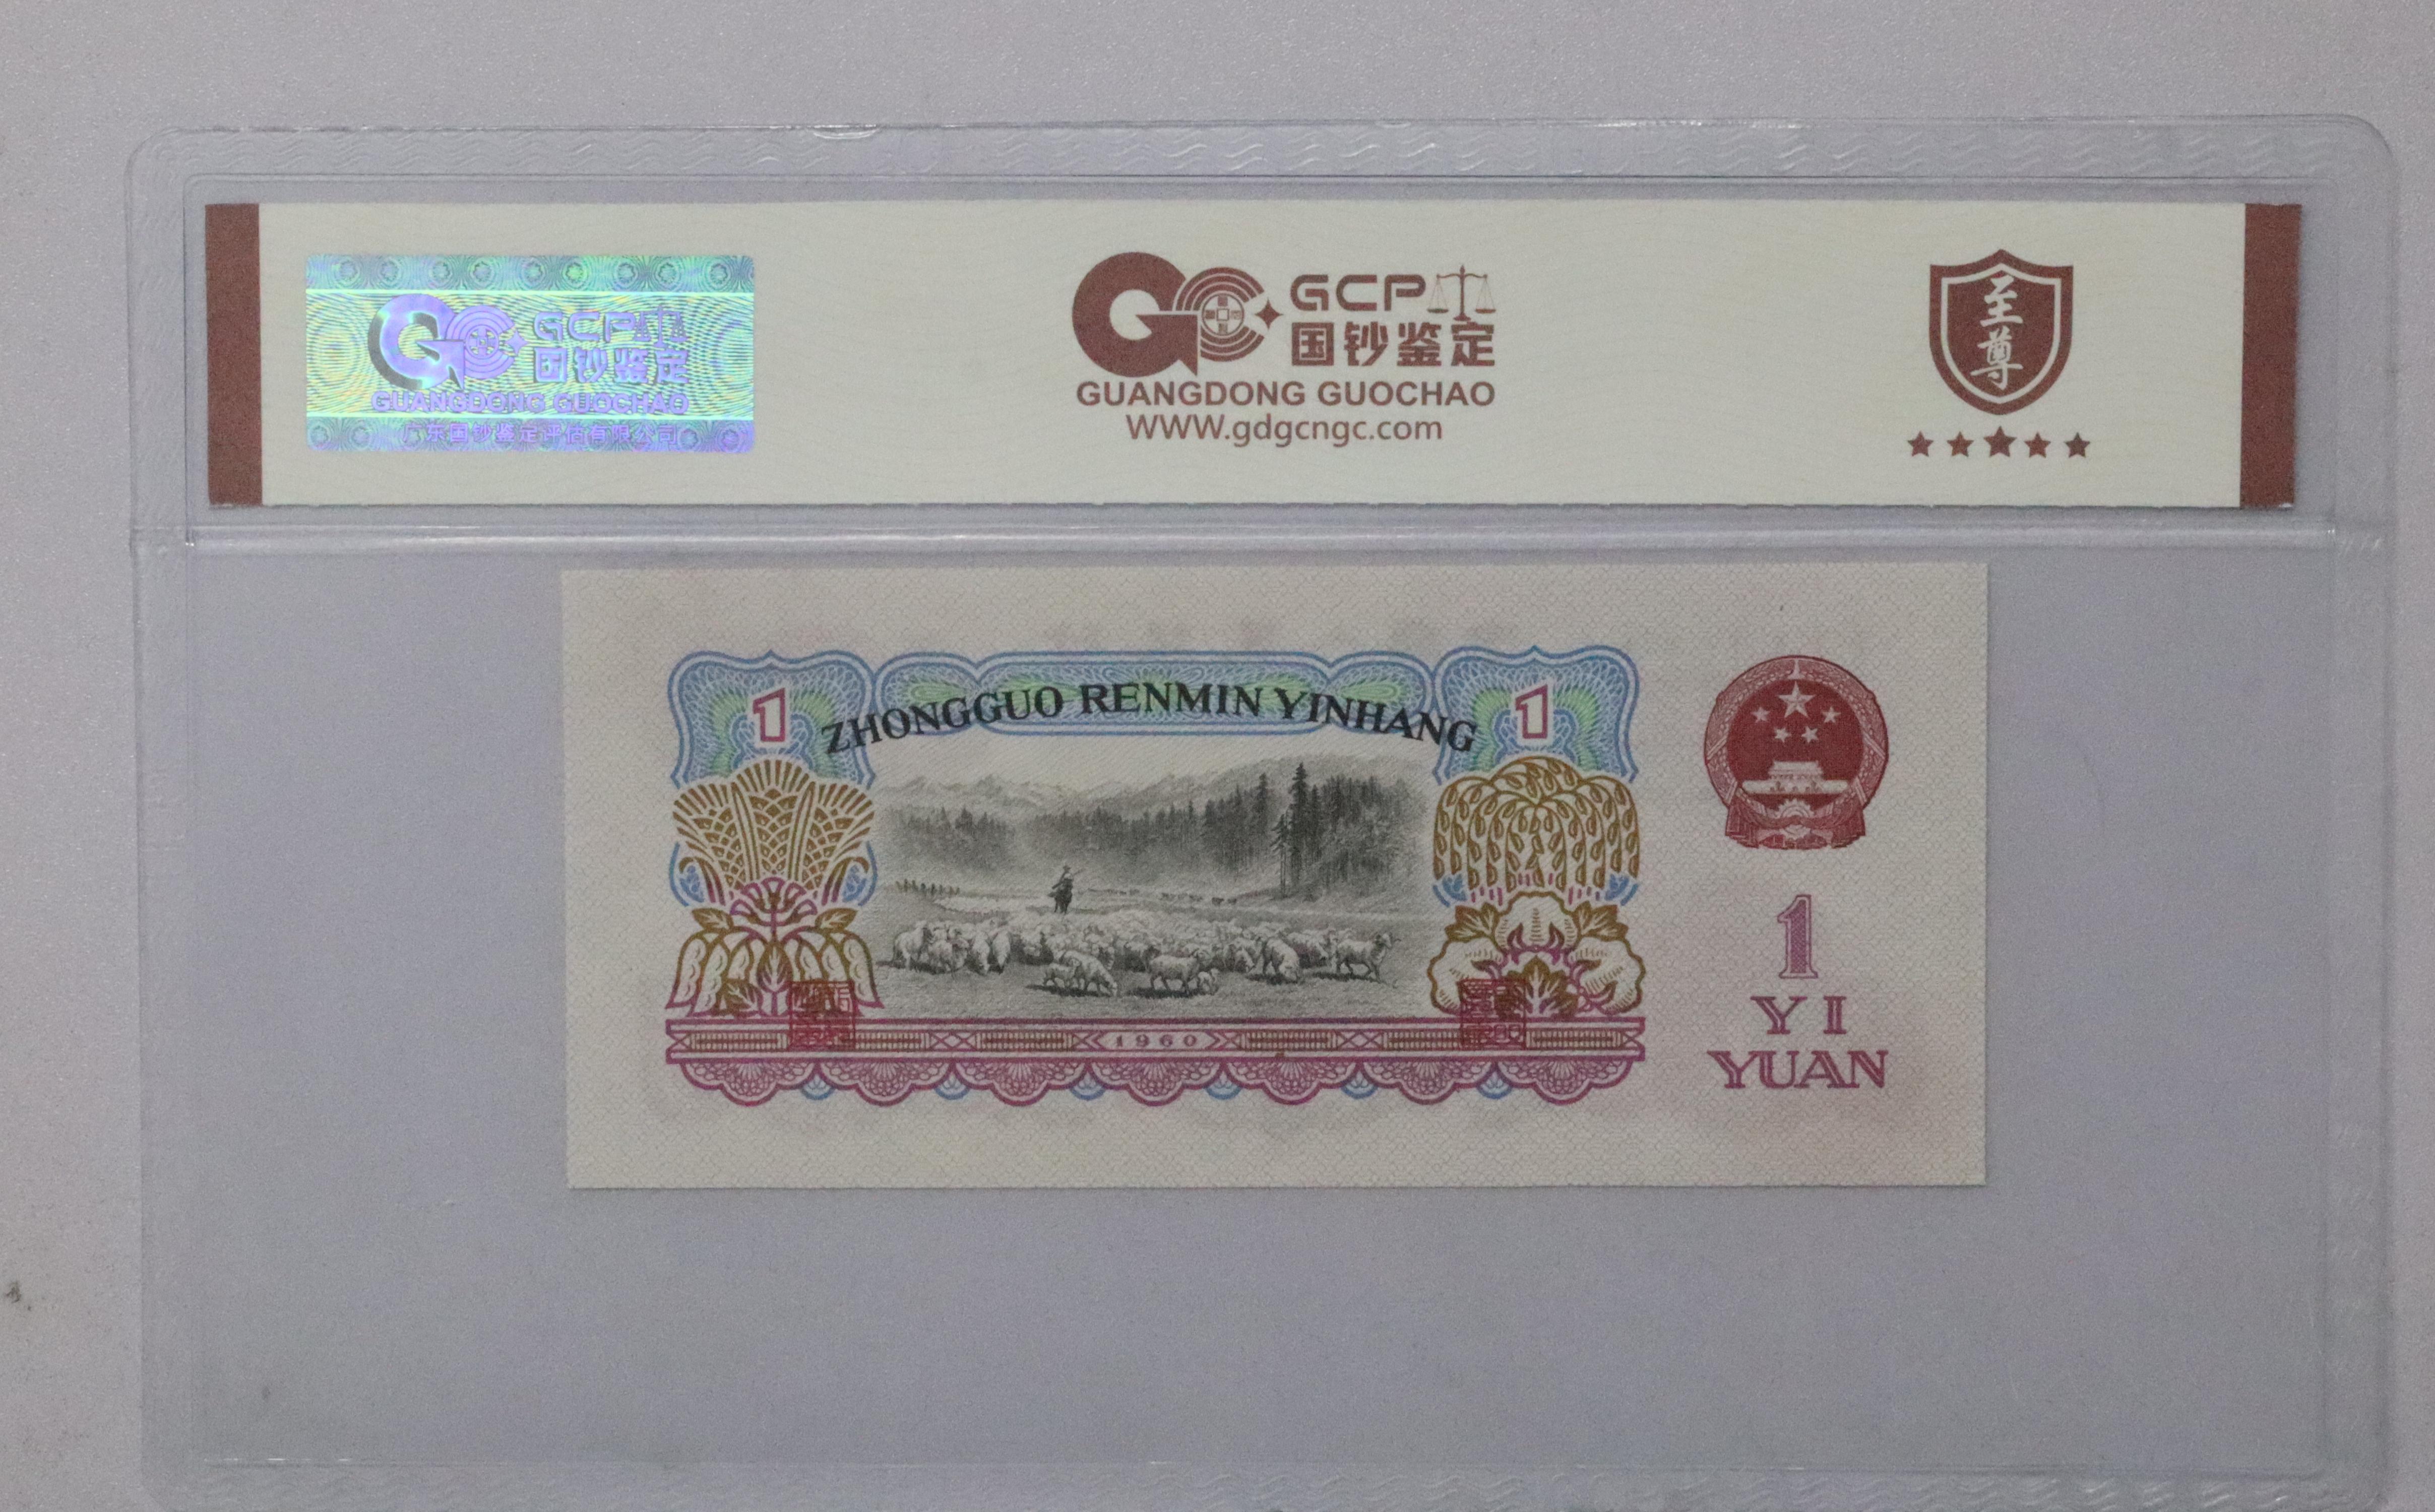 GCP
国钞鉴定
GUANGDONG GUOCHAO
广东国钞鉴定评估有限公司
GCP
国钞鉴定
GUANGDONG GUOCHAO
WWW.gdgcngc.com
至尊
1
ZHONGGUO RENMIN YINHANG
1
1
YI
YUAN
1960